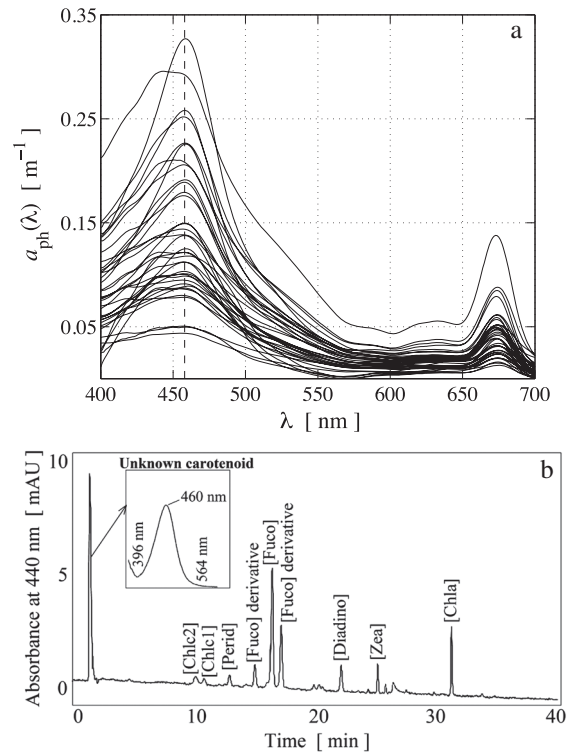 a
0.35
0.25
0.15
0.05
a_ph(λ) [ m⁻¹ ]
400 450 500 550 600 650 700
λ [ nm ]
b
10
5
0
Absorbance at 440 nm [ mAU ]
Unknown carotenoid
460 nm
396 nm
564 nm
[Chlc2]
[Chlc1]
[Perid]
[Fuco] derivative
[Fuco]
[Fuco] derivative
[Diadino]
[Zea]
[Chla]
0 10 20 30 40
Time [ min ]